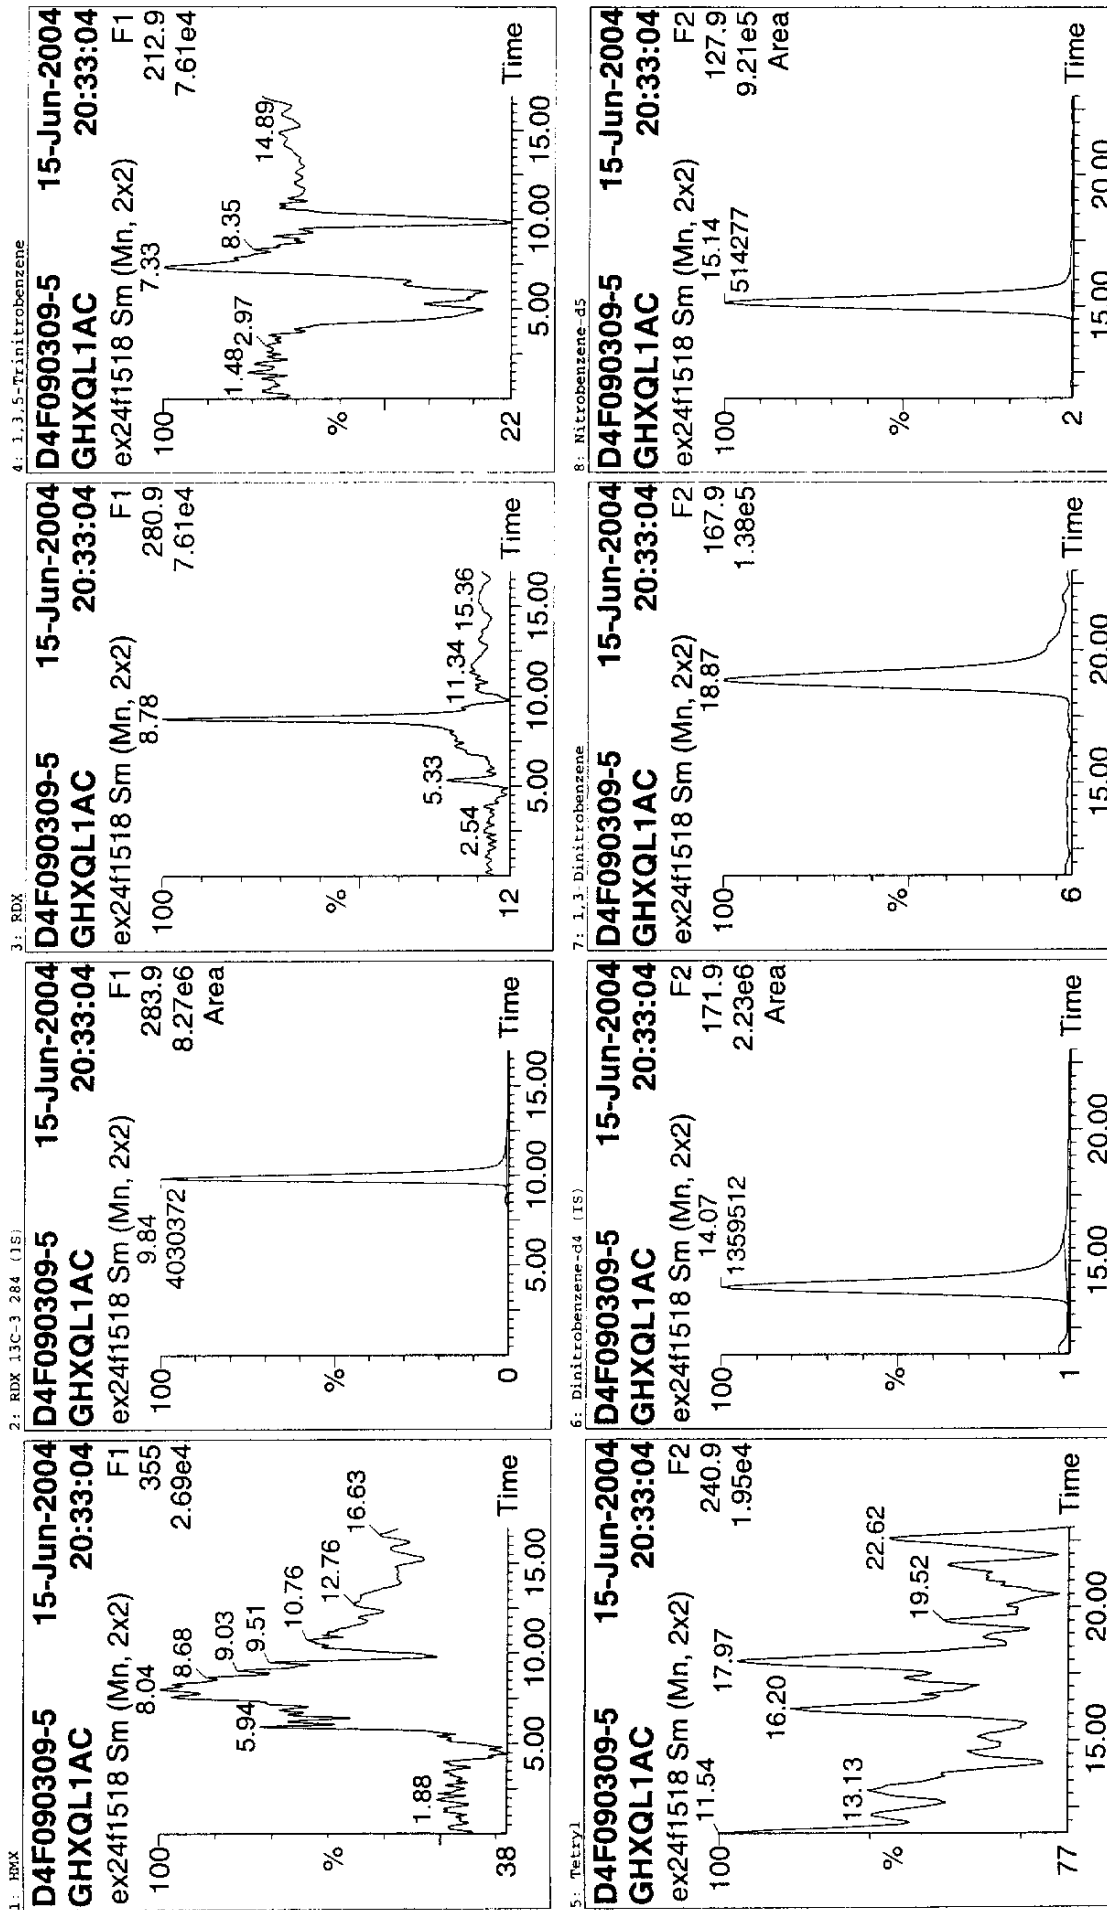 1: HMX
D4F090309-5 15-Jun-2004
GHXQL1AC 20:33:04
ex24f1518 Sm (Mn, 2x2) F1
8.04 355
2.69e4
100
8.68
9.03
9.51
5.94
10.76
12.76
16.63
1.88
%
38
5.00 10.00 15.00 Time
2: RDX 13C-3 284 (IS)
D4F090309-5 15-Jun-2004
GHXQL1AC 20:33:04
ex24f1518 Sm (Mn, 2x2) F1
9.84 283.9
4030372 8.27e6
Area
100
%
0
5.00 10.00 15.00 Time
3: RDX
D4F090309-5 15-Jun-2004
GHXQL1AC 20:33:04
ex24f1518 Sm (Mn, 2x2) F1
8.78 280.9
7.61e4
100
%
5.33
2.54
11.34
15.36
12
5.00 10.00 15.00 Time
4: 1,3,5-Trinitrobenzene
D4F090309-5 15-Jun-2004
GHXQL1AC 20:33:04
ex24f1518 Sm (Mn, 2x2) F1
7.33 212.9
7.61e4
100
1.48
2.97
8.35
14.89
%
22
5.00 10.00 15.00 Time
5: Tetryl
D4F090309-5 15-Jun-2004
GHXQL1AC 20:33:04
ex24f1518 Sm (Mn, 2x2) F2
11.54 17.97 240.9
1.95e4
100
16.20
13.13
19.52
22.62
%
77
15.00 20.00 Time
6: Dinitrobenzene-d4 (IS)
D4F090309-5 15-Jun-2004
GHXQL1AC 20:33:04
ex24f1518 Sm (Mn, 2x2) F2
14.07 171.9
1359512 2.23e6
Area
100
%
1
15.00 20.00 Time
7: 1,3-Dinitrobenzene
D4F090309-5 15-Jun-2004
GHXQL1AC 20:33:04
ex24f1518 Sm (Mn, 2x2) F2
18.87 167.9
1.38e5
100
%
6
15.00 20.00 Time
8: Nitrobenzene-d5
D4F090309-5 15-Jun-2004
GHXQL1AC 20:33:04
ex24f1518 Sm (Mn, 2x2) F2
15.14 127.9
514277 9.21e5
Area
100
%
2
15.00 20.00 Time